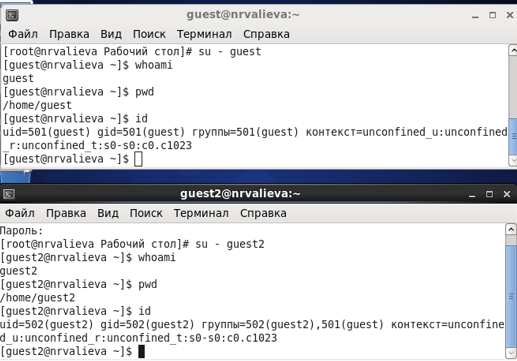 guest@nrvalieva:~
Файл Правка Вид Поиск Терминал Справка
[root@nrvalieva Рабочий стол]# su - guest
[guest@nrvalieva ~]$ whoami
guest
[guest@nrvalieva ~]$ pwd
/home/guest
[guest@nrvalieva ~]$ id
uid=501(guest) gid=501(guest) группы=501(guest) контекст=unconfined_u:unconfined
_r:unconfined_t:s0-s0:c0.c1023
[guest@nrvalieva ~]$
guest2@nrvalieva:~
Файл Правка Вид Поиск Терминал Справка
Пароль:
[root@nrvalieva Рабочий стол]# su - guest2
[guest2@nrvalieva ~]$ whoami
guest2
[guest2@nrvalieva ~]$ pwd
/home/guest2
[guest2@nrvalieva ~]$ id
uid=502(guest2) gid=502(guest2) группы=502(guest2),501(guest) контекст=unconfine
d_u:unconfined_r:unconfined_t:s0-s0:c0.c1023
[guest2@nrvalieva ~]$